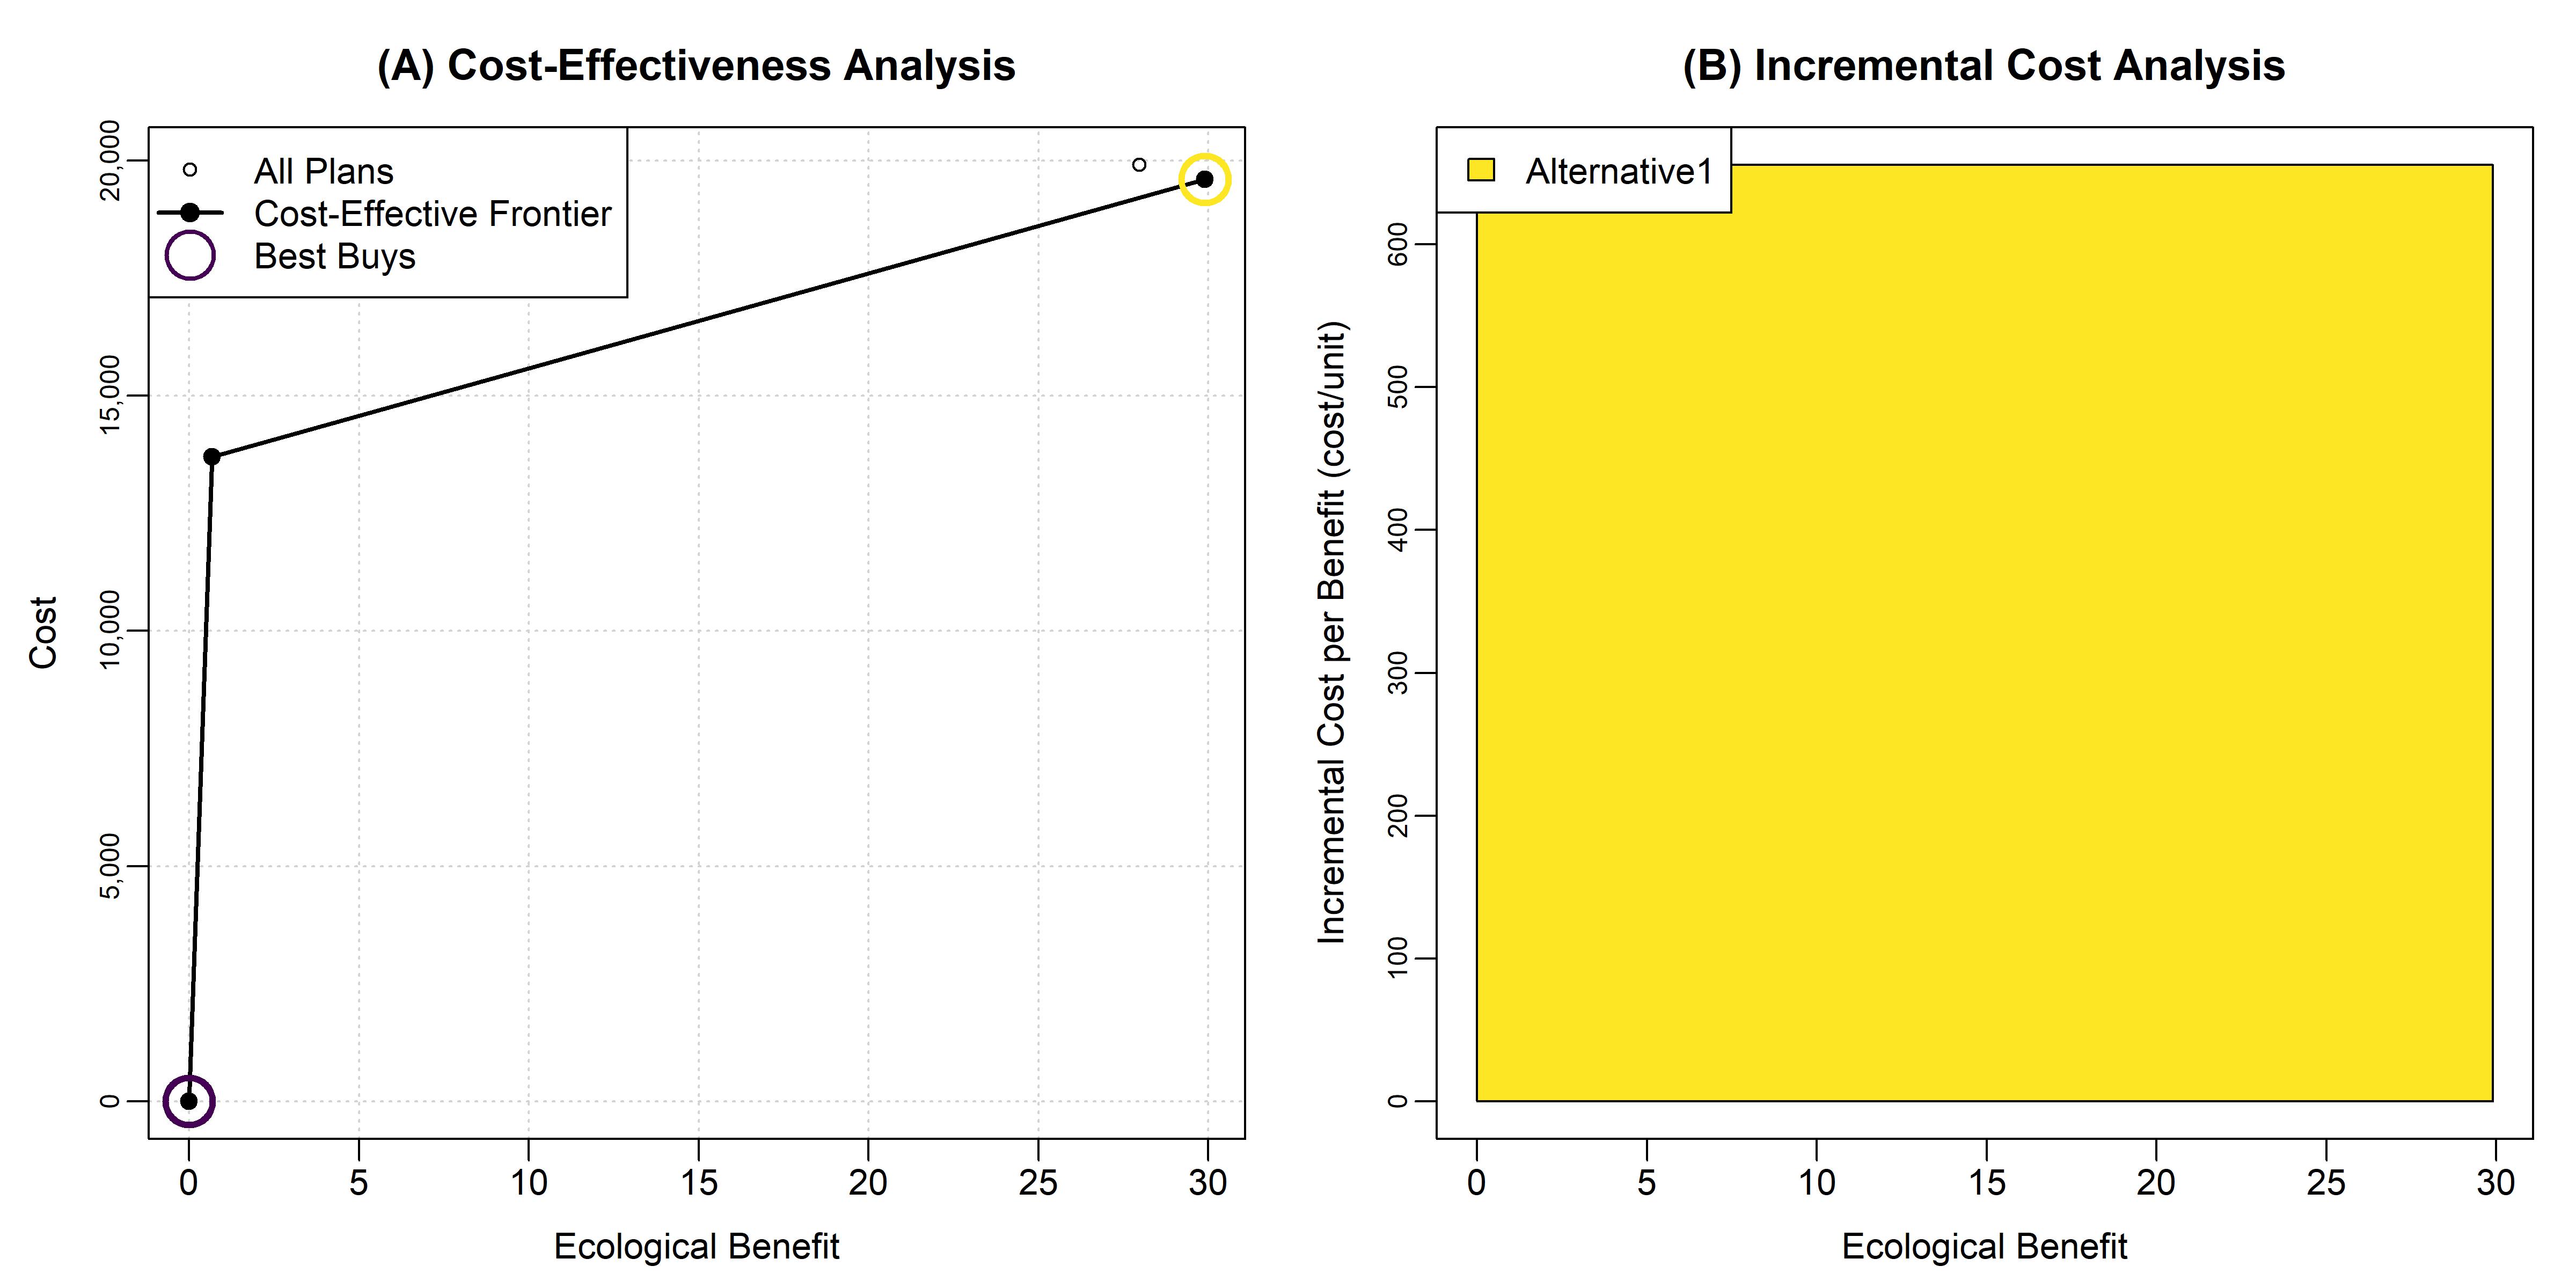 (A) Cost-Effectiveness Analysis
All Plans
Cost-Effective Frontier
Best Buys
Cost
20,000
15,000
10,000
5,000
0
0 5 10 15 20 25 30
Ecological Benefit
(B) Incremental Cost Analysis
Alternative1
Incremental Cost per Benefit (cost/unit)
600
500
400
300
200
100
0
0 5 10 15 20 25 30
Ecological Benefit